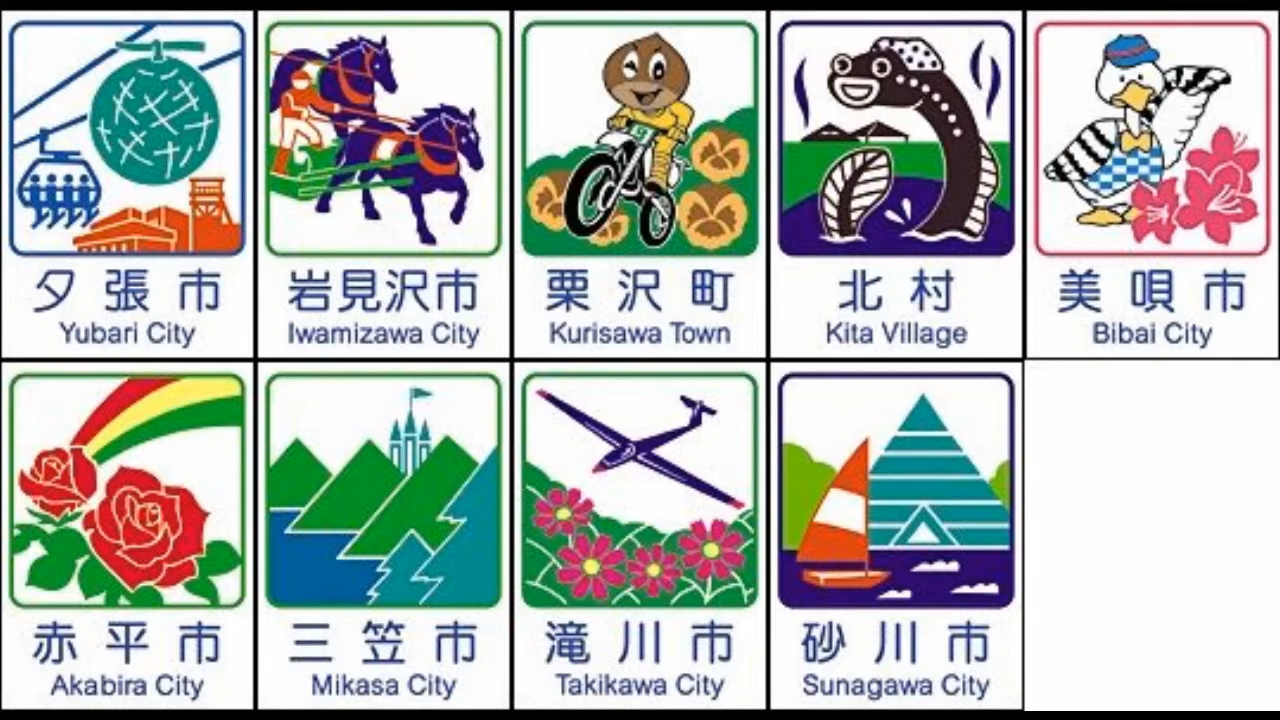 夕張市
Yubari City
岩見沢市
Iwamizawa City
栗沢町
Kurisawa Town
北村
Kita Village
美唄市
Bibai City
赤平市
Akabira City
三笠市
Mikasa City
滝川市
Takikawa City
砂川市
Sunagawa City